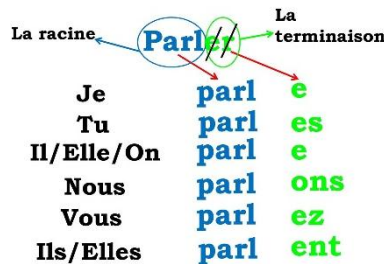 La racine
Parler
La terminaison
Je parl e
Tu parl es
Il/Elle/On parl e
Nous parl ons
Vous parl ez
Ils/Elles parl ent